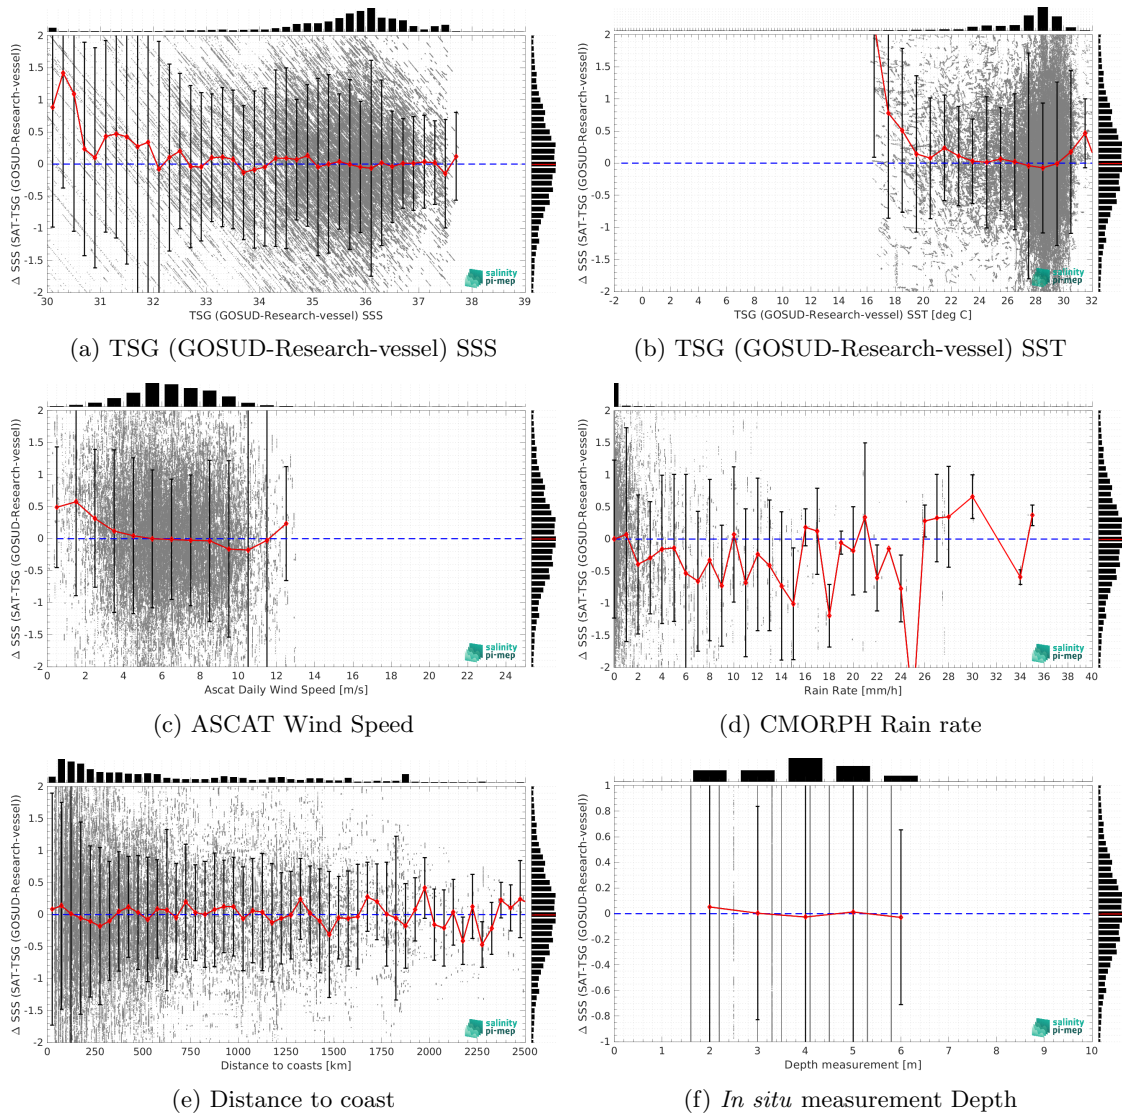 Δ SSS (SAT-TSG (GOSUD-Research-vessel))
2
1.5
1
0.5
0
-0.5
-1
-1.5
-2
30 31 32 33 34 35 36 37 38 39
TSG (GOSUD-Research-vessel) SSS
salinity
pi-mep
(a) TSG (GOSUD-Research-vessel) SSS
Δ SSS (SAT-TSG (GOSUD-Research-vessel))
2
1.5
1
0.5
0
-0.5
-1
-1.5
-2
-2 0 2 4 6 8 10 12 14 16 18 20 22 24 26 28 30 32
TSG (GOSUD-Research-vessel) SST [deg C]
salinity
pi-mep
(b) TSG (GOSUD-Research-vessel) SST
Δ SSS (SAT-TSG (GOSUD-Research-vessel))
2
1.5
1
0.5
0
-0.5
-1
-1.5
-2
0 2 4 6 8 10 12 14 16 18 20 22 24
Ascat Daily Wind Speed [m/s]
salinity
pi-mep
(c) ASCAT Wind Speed
Δ SSS (SAT-TSG (GOSUD-Research-vessel))
2
1.5
1
0.5
0
-0.5
-1
-1.5
-2
0 2 4 6 8 10 12 14 16 18 20 22 24 26 28 30 32 34 36 38 40
Rain Rate [mm/h]
salinity
pi-mep
(d) CMORPH Rain rate
Δ SSS (SAT-TSG (GOSUD-Research-vessel))
2
1.5
1
0.5
0
-0.5
-1
-1.5
-2
0 250 500 750 1000 1250 1500 1750 2000 2250 2500
Distance to coasts [km]
salinity
pi-mep
(e) Distance to coast
Δ SSS (SAT-TSG (GOSUD-Research-vessel))
1
0.8
0.6
0.4
0.2
0
-0.2
-0.4
-0.6
-0.8
-1
0 1 2 3 4 5 6 7 8 9 10
Depth measurement [m]
salinity
pi-mep
(f) In situ measurement Depth